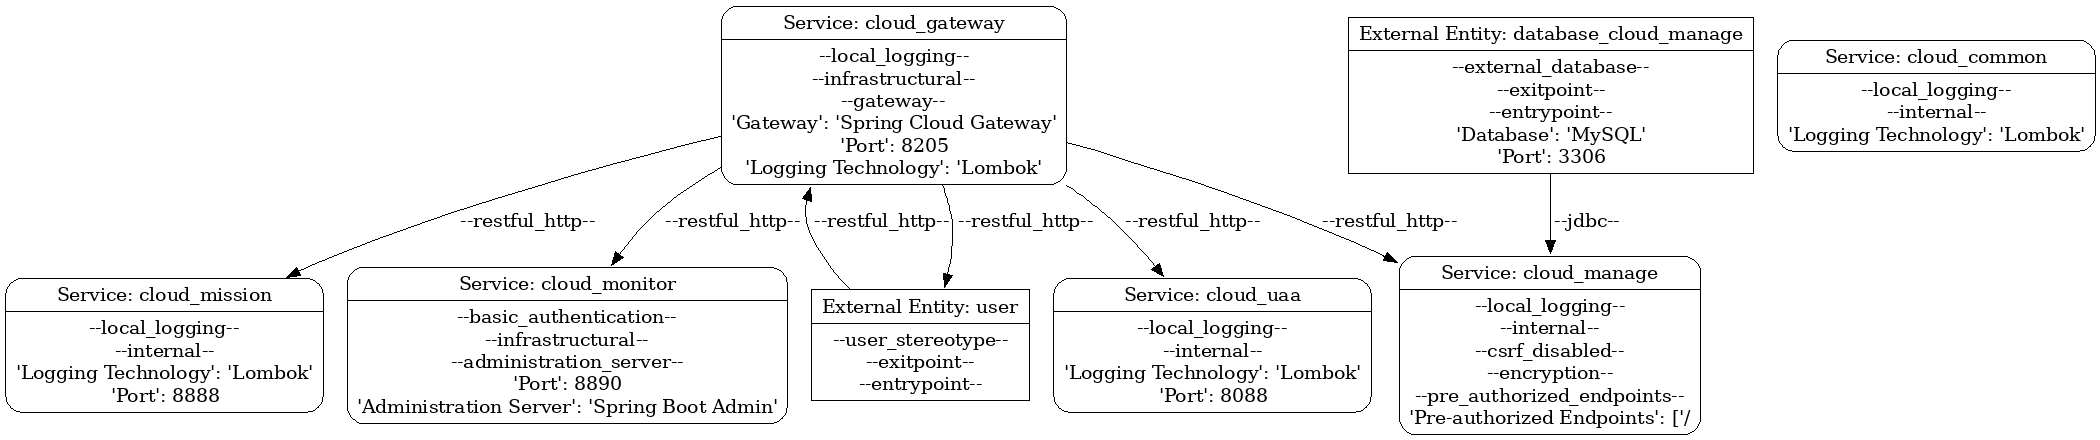 Service: cloud_gateway
--local_logging--
--infrastructural--
--gateway--
'Gateway': 'Spring Cloud Gateway'
'Port': 8205
'Logging Technology': 'Lombok'
External Entity: database_cloud_manage
--external_database--
--exitpoint--
--entrypoint--
'Database': 'MySQL'
'Port': 3306
Service: cloud_common
--local_logging--
--internal--
'Logging Technology': 'Lombok'
--restful_http--
--restful_http--
--restful_http--
--restful_http--
--restful_http--
--restful_http--
--jdbc--
Service: cloud_mission
--local_logging--
--internal--
'Logging Technology': 'Lombok'
'Port': 8888
Service: cloud_monitor
--basic_authentication--
--infrastructural--
--administration_server--
'Port': 8890
'Administration Server': 'Spring Boot Admin'
External Entity: user
--user_stereotype--
--exitpoint--
--entrypoint--
Service: cloud_uaa
--local_logging--
--internal--
'Logging Technology': 'Lombok'
'Port': 8088
Service: cloud_manage
--local_logging--
--internal--
--csrf_disabled--
--encryption--
--pre_authorized_endpoints--
'Pre-authorized Endpoints': ['/